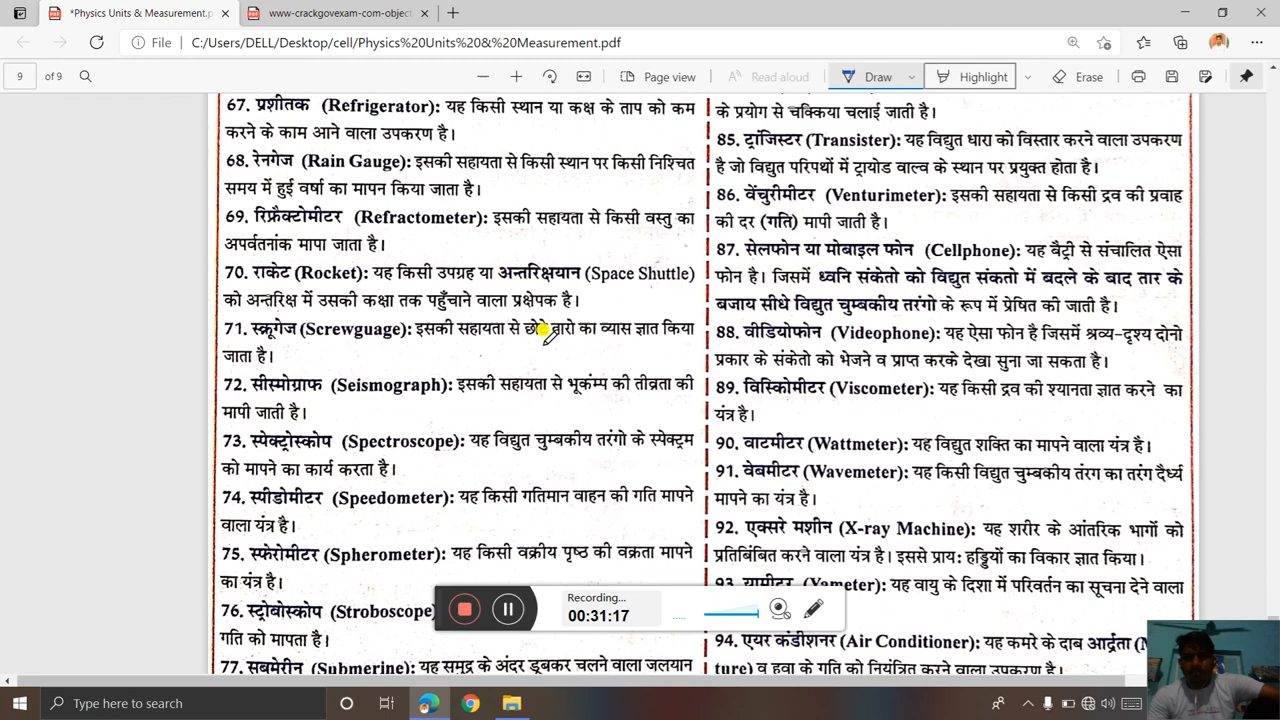 *Physics Units & Measurement.p
www-crackgovexam-com-object
File
C:/Users/DELL/Desktop/cell/Physics%20Units%20&%20Measurement.pdf
9 of 9
Page view
Read aloud
Draw
Highlight
Erase
67. प्रशीतक (Refrigerator): यह किसी स्थान या कक्ष के ताप को कम
करने के काम आने वाला उपकरण है।
68. रेनगेज (Rain Gauge): इसकी सहायता से किसी स्थान पर किसी निश्चित
समय में हुई वर्षा का मापन किया जाता है।
69. रिफ्रैक्टोमीटर (Refractometer): इसकी सहायता से किसी वस्तु का
अपवर्तनांक मापा जाता है।
70. राकेट (Rocket): यह किसी उपग्रह या अन्तरिक्षयान (Space Shuttle)
को अन्तरिक्ष में उसकी कक्षा तक पहुँचाने वाला प्रक्षेपक है।
71. स्क्रूगेज (Screwguage): इसकी सहायता से छोटे तारो का व्यास ज्ञात किया
जाता है।
72. सीस्मोग्राफ (Seismograph): इसकी सहायता से भूकंम्प की तीव्रता की
मापी जाती है।
73. स्पेक्ट्रोस्कोप (Spectroscope): यह विद्युत चुम्बकीय तरंगो के स्पेक्ट्रम
को मापने का कार्य करता है।
74. स्पीडोमीटर (Speedometer): यह किसी गतिमान वाहन की गति मापने
वाला यंत्र है।
75. स्फेरोमीटर (Spherometer): यह किसी वक्रीय पृष्ठ की वक्रता मापने
का यंत्र है।
76. स्ट्रोबोस्कोप (Stroboscope)
गति को मापता है।
77. सबमेरीन (Submerine): यह समुद्र के अंदर डूबकर चलने वाला जलयान
के प्रयोग से चक्किया चलाई जाती है।
85. ट्रांजिस्टर (Transister): यह विद्युत धारा को विस्तार करने वाला उपकरण
है जो विद्युत परिपथों में ट्रायोड वाल्व के स्थान पर प्रयुक्त होता है।
86. वेंचुरीमीटर (Venturimeter): इसकी सहायता से किसी द्रव की प्रवाह
की दर (गति) मापी जाती है।
87. सेलफोन या मोबाइल फोन (Cellphone): यह बैट्री से संचालित ऐसा
फोन है। जिसमें ध्वनि संकेतो को विद्युत संकतो में बदले के बाद तार के
बजाय सीधे विद्युत चुम्बकीय तरंगो के रूप में प्रेषित की जाती है।
88. वीडियोफोन (Videophone): यह ऐसा फोन है जिसमें श्रव्य-दृश्य दोनो
प्रकार के संकेतो को भेजने व प्राप्त करके देखा सुना जा सकता है।
89. विस्किोमीटर (Viscometer): यह किसी द्रव की श्यानता ज्ञात करने का
यंत्र है।
90. वाटमीटर (Wattmeter): यह विद्युत शक्ति का मापने वाला यंत्र है।
91. वेबमीटर (Wavemeter): यह किसी विद्युत चुम्बकीय तरंग का तरंग दैर्ध्य
मापने का यंत्र है।
92. एक्सरे मशीन (X-ray Machine): यह शरीर के आंतरिक भागों को
प्रतिबिंबित करने वाला यंत्र है। इससे प्राय: हड्डियों का विकार ज्ञात किया।
93. यामीटर (Yameter): यह वायु के दिशा में परिवर्तन का सूचना देने वाला
94. एयर कंडीशनर (Air Conditioner): यह कमरे के दाब आर्द्रता
ture) व हवा के गति को नियंत्रित करने वाला उपकरण है।
Recording...
00:31:17
Type here to search